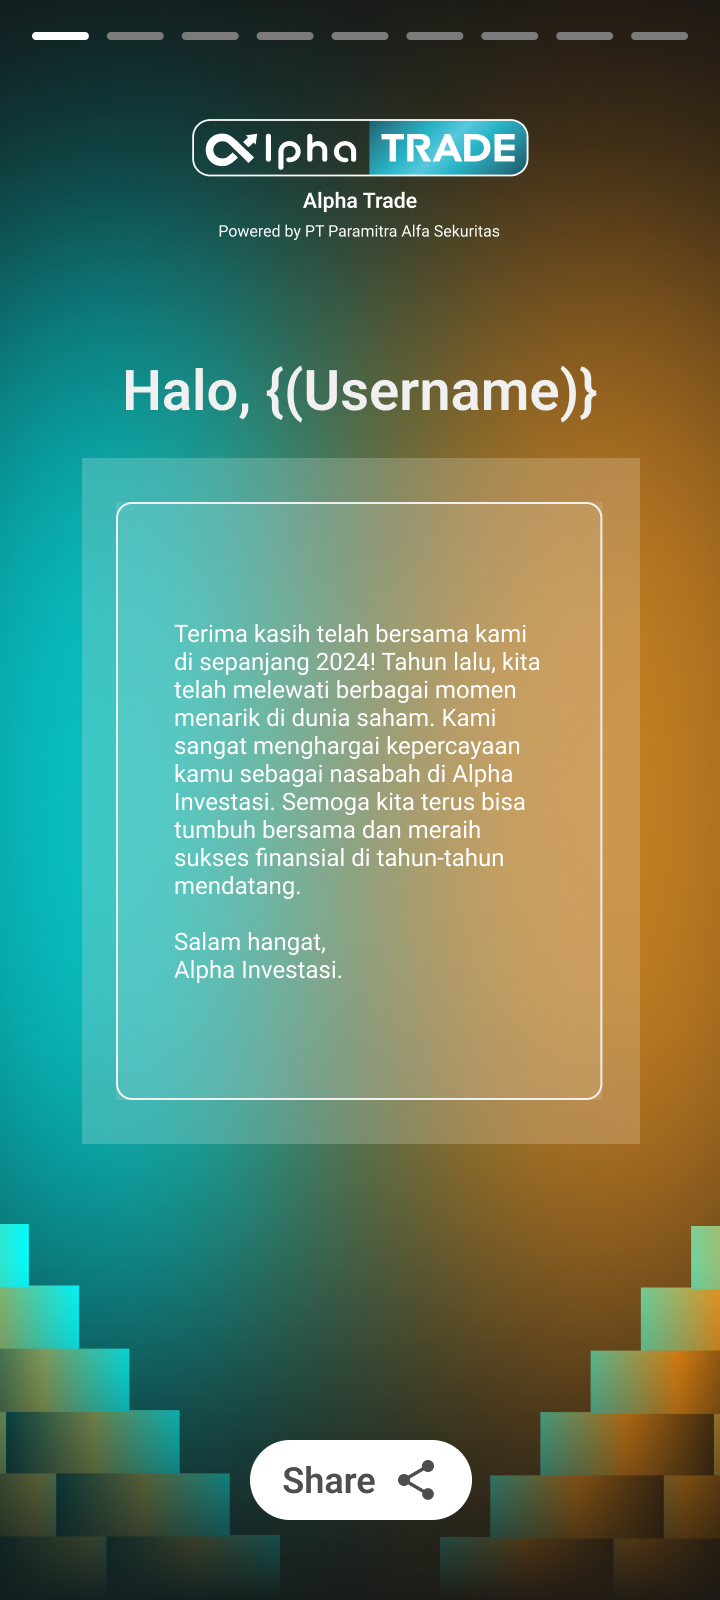 Alpha TRADE
Alpha Trade
Powered by PT Paramitra Alfa Sekuritas
Halo, {(Username)}
Terima kasih telah bersama kami
di sepanjang 2024! Tahun lalu, kita
telah melewati berbagai momen
menarik di dunia saham. Kami
sangat menghargai kepercayaan
kamu sebagai nasabah di Alpha
Investasi. Semoga kita terus bisa
tumbuh bersama dan meraih
sukses finansial di tahun-tahun
mendatang.
Salam hangat,
Alpha Investasi.
Share